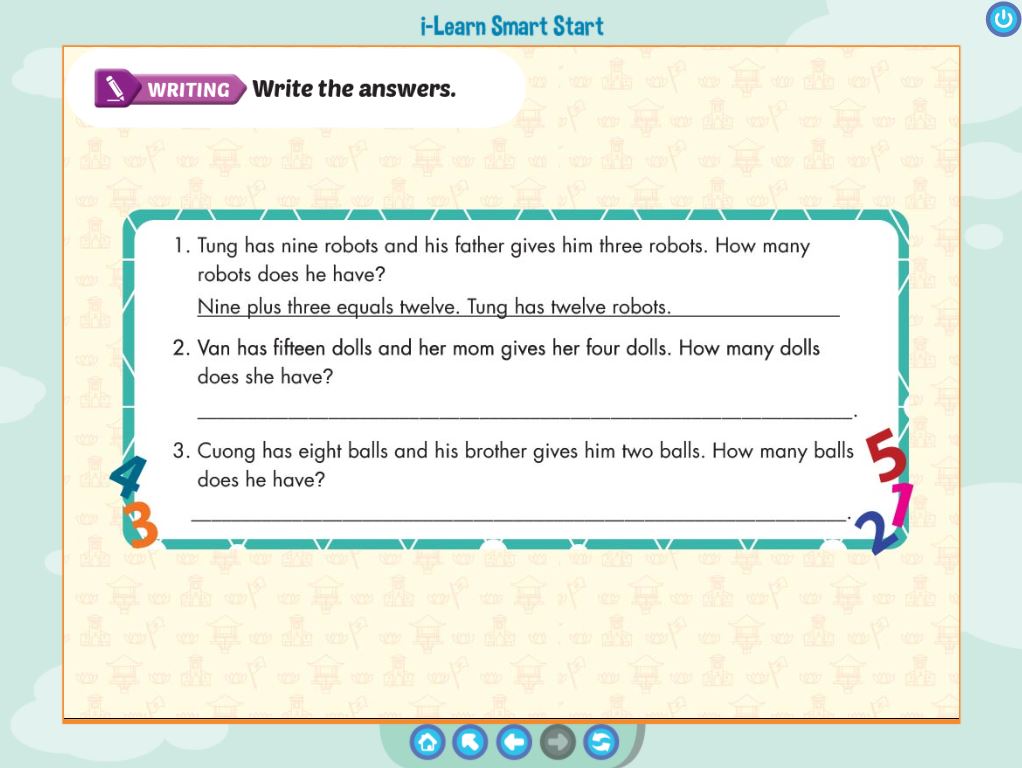 i-Learn Smart Start
WRITING Write the answers.
1. Tung has nine robots and his father gives him three robots. How many
robots does he have?
Nine plus three equals twelve. Tung has twelve robots.
2. Van has fifteen dolls and her mom gives her four dolls. How many dolls
does she have?
.
3. Cuong has eight balls and his brother gives him two balls. How many balls
does he have?
.
4
3
5
1
2